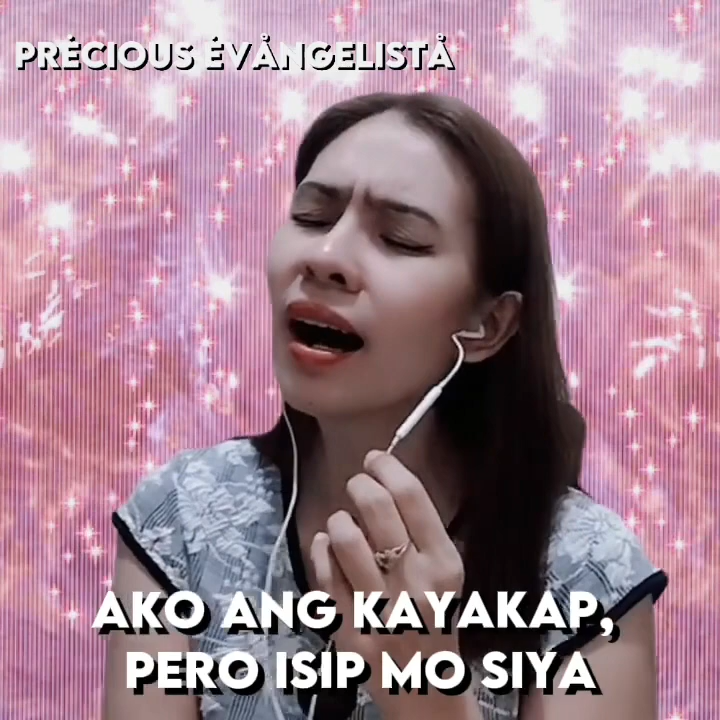 PRÉCIOUS ÉVÅNGELISTÅ
AKO ANG KAYAKAP,
PERO ISIP MO SIYA